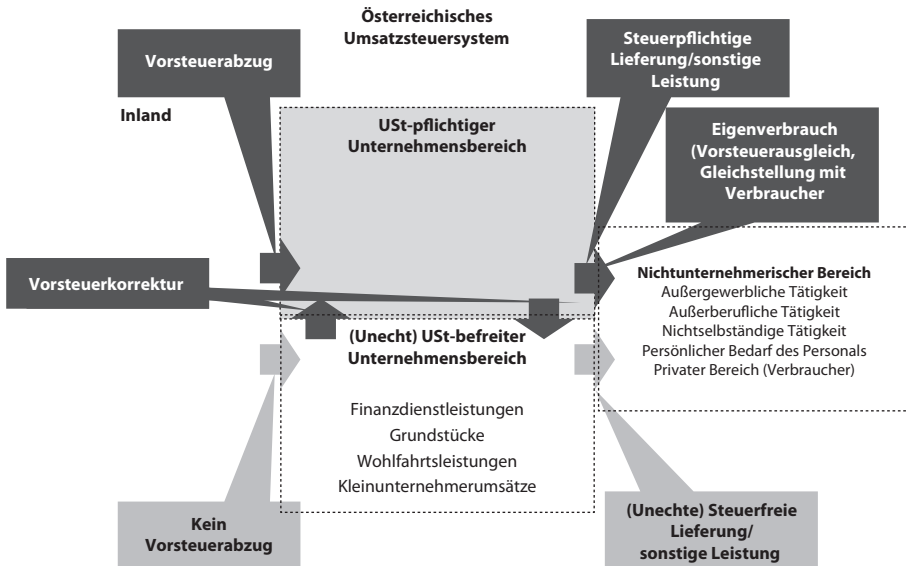 Österreichisches
Umsatzsteuersystem
Vorsteuerabzug
Steuerpflichtige
Lieferung/sonstige
Leistung
Inland
USt-pflichtiger
Unternehmensbereich
Eigenverbrauch
(Vorsteuerausgleich,
Gleichstellung mit
Verbraucher
Vorsteuerkorrektur
Nichtunternehmerischer Bereich
Außergewerbliche Tätigkeit
Außerberufliche Tätigkeit
Nichtselbständige Tätigkeit
Persönlicher Bedarf des Personals
Privater Bereich (Verbraucher)
(Unecht) USt-befreiter
Unternehmensbereich
Finanzdienstleistungen
Grundstücke
Wohlfahrtsleistungen
Kleinunternehmerumsätze
Kein
Vorsteuerabzug
(Unechte) Steuerfreie
Lieferung/
sonstige Leistung